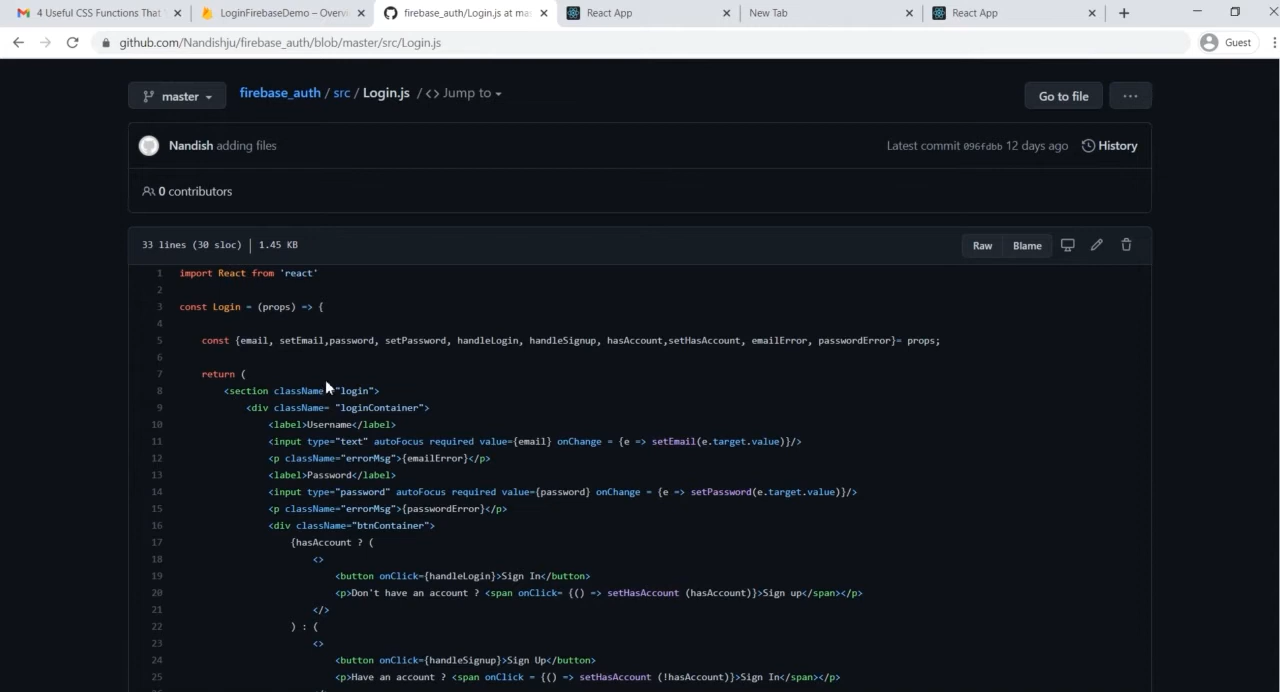 4 Useful CSS Functions That
LoginFirebaseDemo – Overvi
firebase_auth/Login.js at mas
React App
New Tab
React App
github.com/Nandishju/firebase_auth/blob/master/src/Login.js
Guest
master
firebase_auth / src / Login.js / <> Jump to
Go to file
...
Nandish adding files
Latest commit 096fdbb 12 days ago
History
0 contributors
33 lines (30 sloc) | 1.45 KB
Raw
Blame
1 import React from 'react'
2
3 const Login = (props) => {
4
5 const {email, setEmail,password, setPassword, handleLogin, handleSignup, hasAccount,setHasAccount, emailError, passwordError}= props;
6
7 return (
8 <section className="login">
9 <div className= "loginContainer">
10 <label>Username</label>
11 <input type="text" autoFocus required value={email} onChange = {e => setEmail(e.target.value)}/>
12 <p className="errorMsg">{emailError}</p>
13 <label>Password</label>
14 <input type="password" autoFocus required value={password} onChange = {e => setPassword(e.target.value)}/>
15 <p className="errorMsg">{passwordError}</p>
16 <div className="btnContainer">
17 {hasAccount ? (
18 <>
19 <button onClick={handleLogin}>Sign In</button>
20 <p>Don't have an account ? <span onClick= {() => setHasAccount (hasAccount)}>Sign up</span></p>
21 </>
22 ) : (
23 <>
24 <button onClick={handleSignup}>Sign Up</button>
25 <p>Have an account ? <span onClick = {() => setHasAccount (!hasAccount)}>Sign In</span></p>